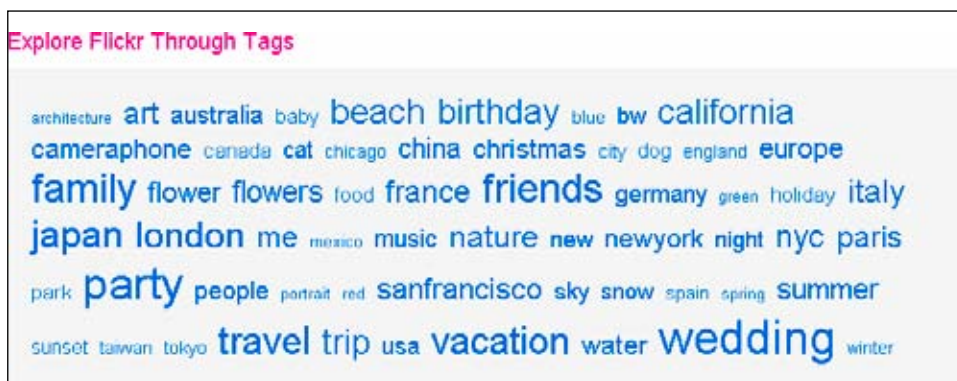 Explore Flickr Through Tags
architecture art australia baby beach birthday blue bw california
cameraphone canada cat chicago china christmas city dog england europe
family flower flowers food france friends germany green holiday italy
japan london me mexico music nature new newyork night nyc paris
park party people portrait red sanfrancisco sky snow spain spring summer
sunset taiwan tokyo travel trip usa vacation water wedding winter